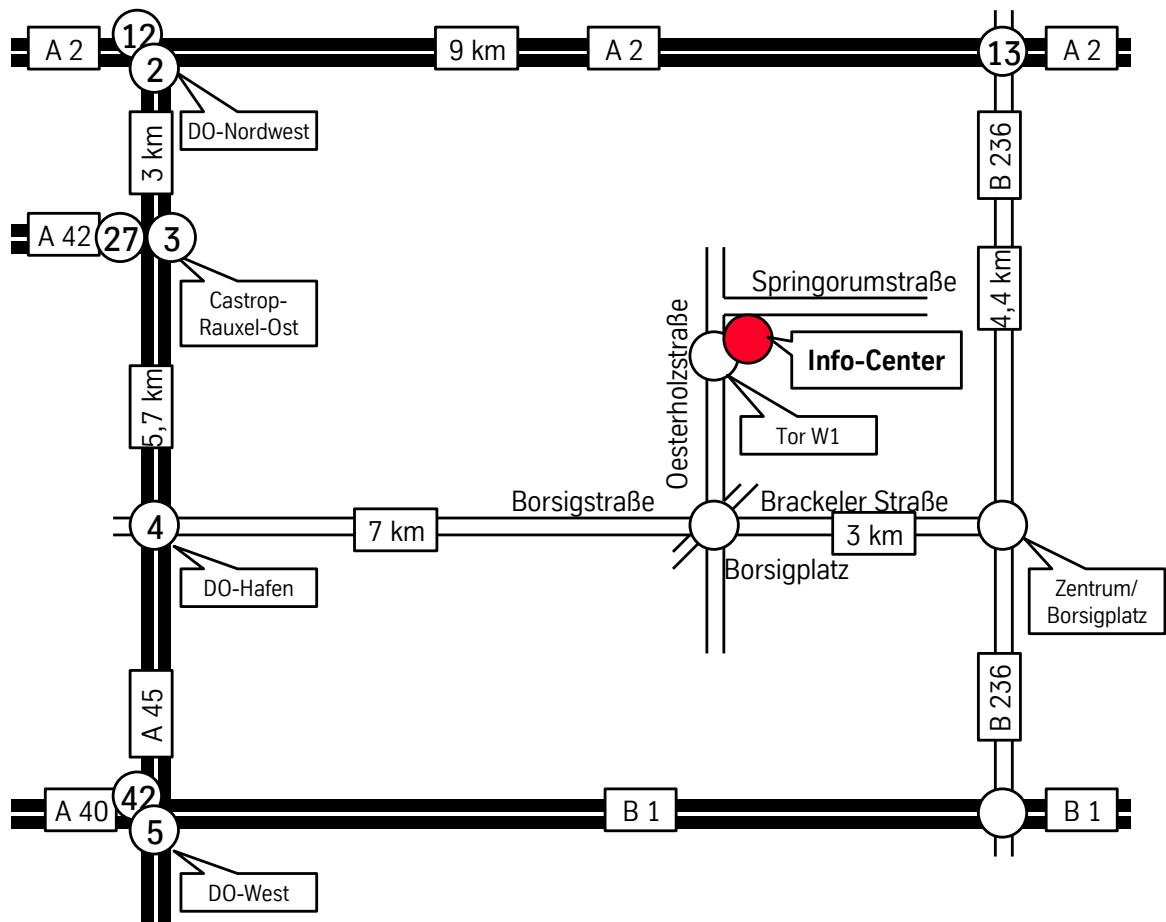 12
A 2
9 km
A 2
13
A 2
2
DO-Nordwest
3 km
B 236
A 42
27
3
Castrop-
Rauxel-Ost
4,4 km
Springorumstraße
Oesterholzstraße
Info-Center
Tor W1
5,7 km
Borsigstraße
Brackeler Straße
4
7 km
3 km
Borsigplatz
DO-Hafen
Zentrum/
Borsigplatz
A 45
B 236
42
A 40
B 1
B 1
5
DO-West